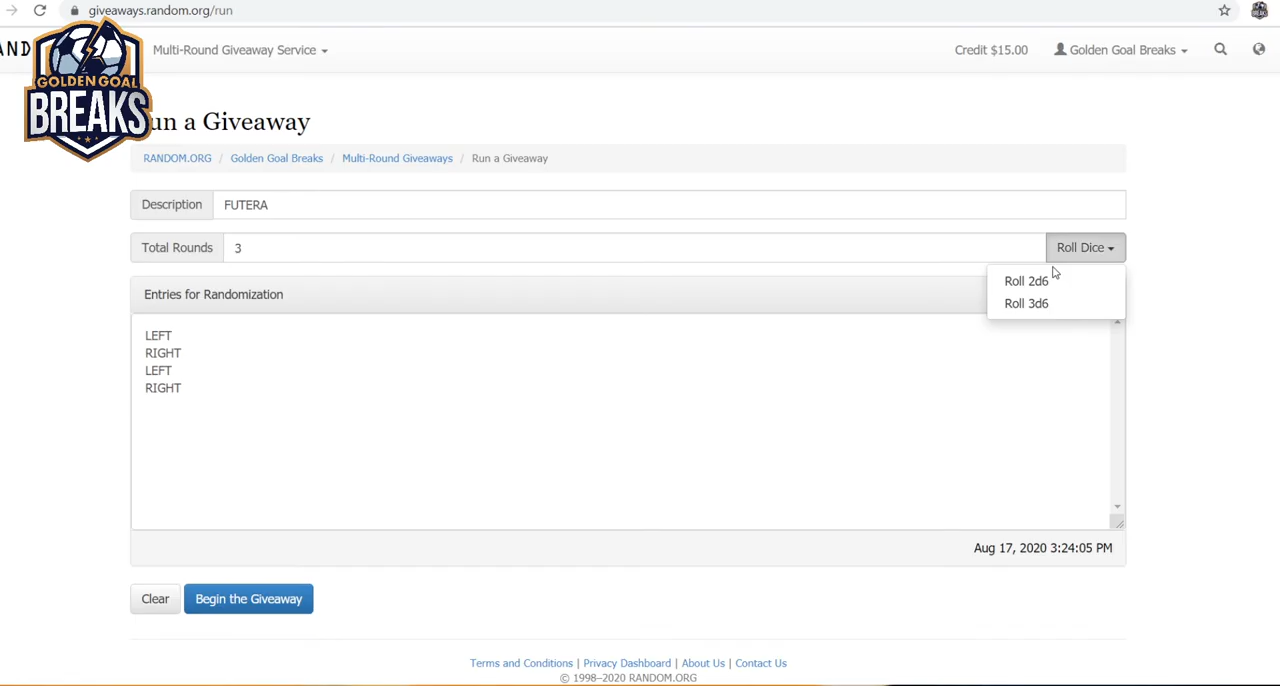 giveaways.random.org/run
AND
Multi-Round Giveaway Service
Credit $15.00
Golden Goal Breaks
GOLDEN GOAL
BREAKS
un a Giveaway
RANDOM.ORG / Golden Goal Breaks / Multi-Round Giveaways / Run a Giveaway
Description FUTERA
Total Rounds 3 Roll Dice
Roll 2d6
Roll 3d6
Entries for Randomization
LEFT
RIGHT
LEFT
RIGHT
Aug 17, 2020 3:24:05 PM
Clear Begin the Giveaway
Terms and Conditions | Privacy Dashboard | About Us | Contact Us
© 1998–2020 RANDOM.ORG